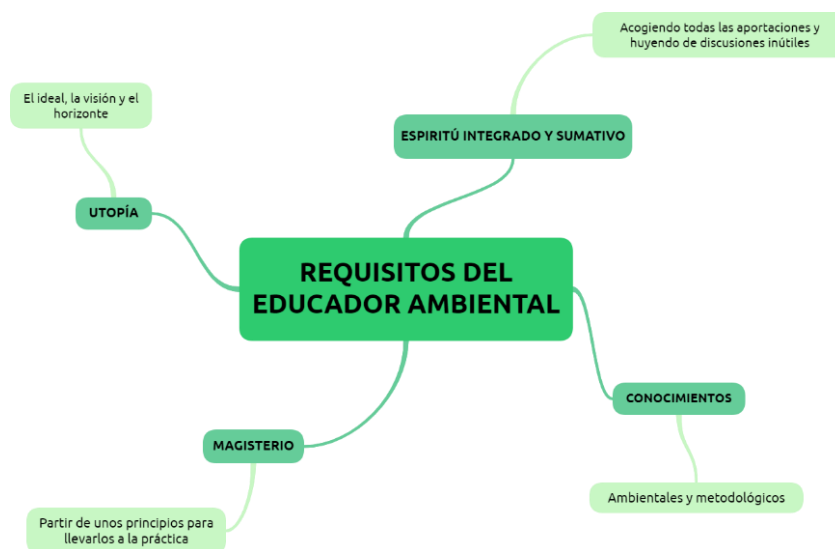 Acogiendo todas las aportaciones y
huyendo de discusiones inútiles
El ideal, la visión y el
horizonte
ESPIRITÚ INTEGRADO Y SUMATIVO
UTOPÍA
REQUISITOS DEL
EDUCADOR AMBIENTAL
CONOCIMIENTOS
MAGISTERIO
Ambientales y metodológicos
Partir de unos principios para
llevarlos a la práctica